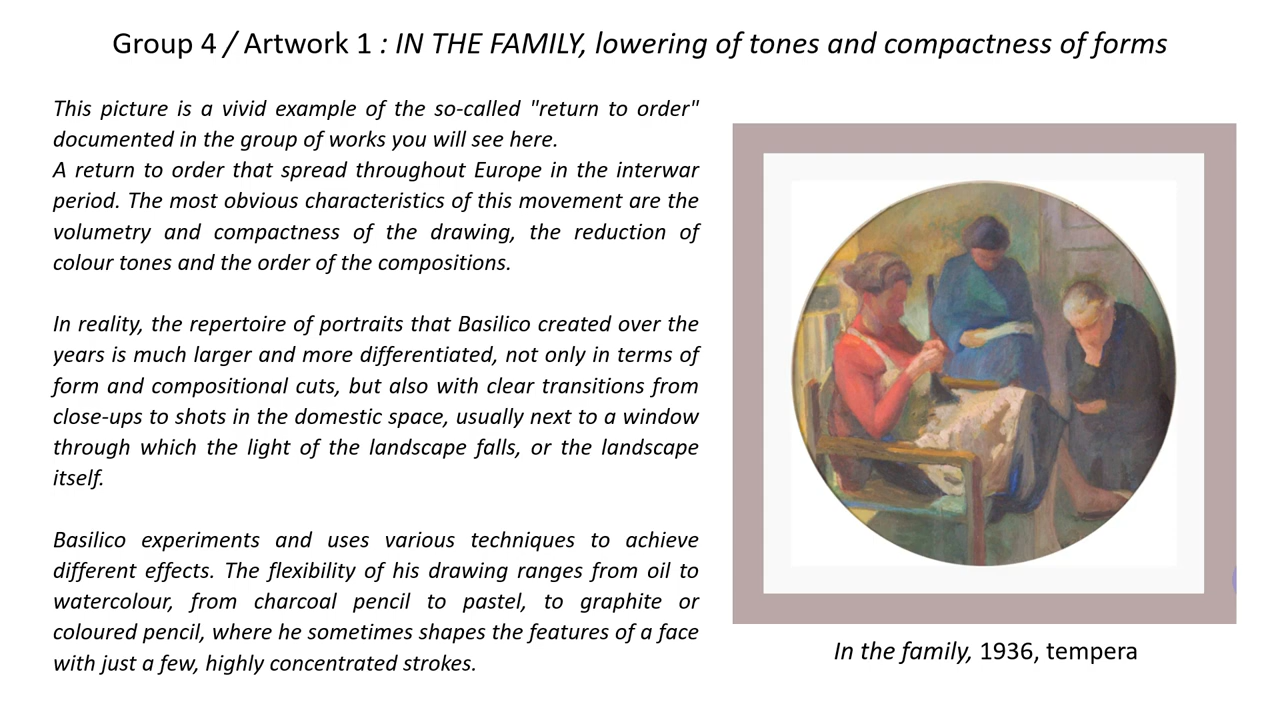 Group 4 / Artwork 1 : IN THE FAMILY, lowering of tones and compactness of forms
This picture is a vivid example of the so-called "return to order"
documented in the group of works you will see here.
A return to order that spread throughout Europe in the interwar
period. The most obvious characteristics of this movement are the
volumetry and compactness of the drawing, the reduction of
colour tones and the order of the compositions.
In reality, the repertoire of portraits that Basilico created over the
years is much larger and more differentiated, not only in terms of
form and compositional cuts, but also with clear transitions from
close-ups to shots in the domestic space, usually next to a window
through which the light of the landscape falls, or the landscape
itself.
Basilico experiments and uses various techniques to achieve
different effects. The flexibility of his drawing ranges from oil to
watercolour, from charcoal pencil to pastel, to graphite or
coloured pencil, where he sometimes shapes the features of a face
with just a few, highly concentrated strokes.
In the family, 1936, tempera